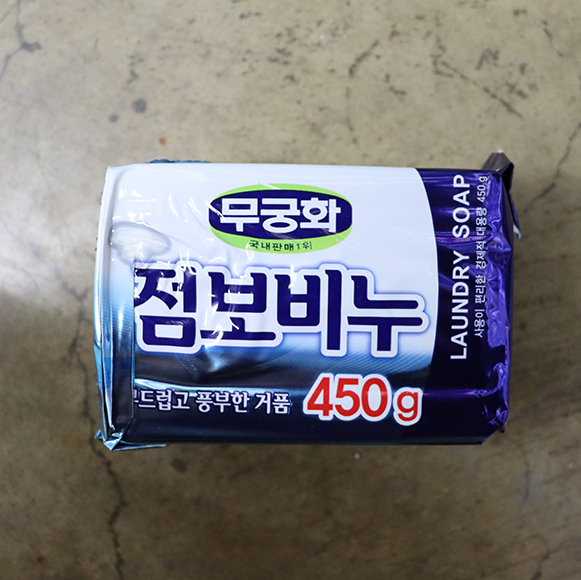 무궁화
국내판매 1위
점보비누
부드럽고 풍부한 거품
450g
LAUNDRY SOAP
사용이 편리한 경제적 대용량 450g